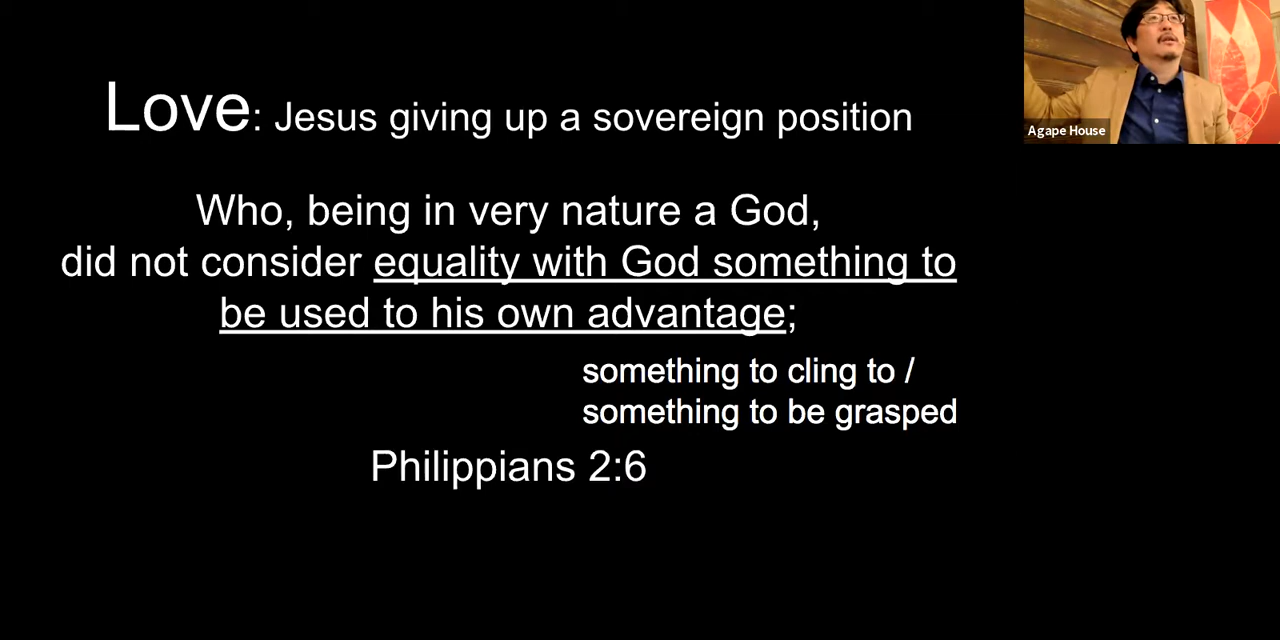 Love: Jesus giving up a sovereign position
Agape House
Who, being in very nature a God,
did not consider equality with God something to
be used to his own advantage;
something to cling to /
something to be grasped
Philippians 2:6